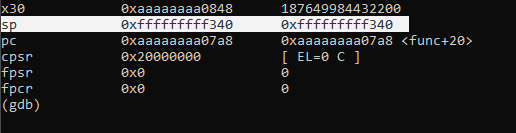 x30 0xaaaaaaaa0848 187649984432200
sp 0xfffffffff340 0xfffffffff340
pc 0xaaaaaaaa07a8 0xaaaaaaaa07a8 <func+20>
cpsr 0x20000000 [ EL=0 C ]
fpsr 0x0 0
fpcr 0x0 0
(gdb)